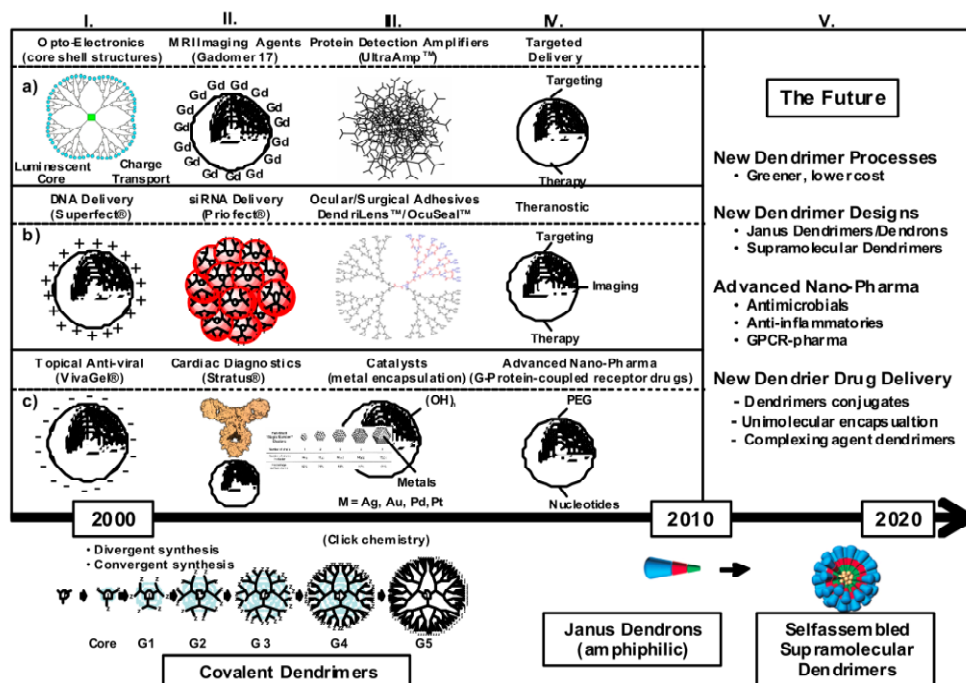 I. II. III. IV. V.
Opto-Electronics
(core shell structures)
MRI Imaging Agents
(Gadomer 17)
Protein Detection Amplifiers
(UltraAmp™)
Targeted
Delivery
a)
Luminescent
Core
Charge
Transport
Gd Gd Gd Gd Gd Gd Gd Gd Gd Gd Gd Gd Gd Gd
Targeting
Therapy
DNA Delivery
(Superfect®)
siRNA Delivery
(Priofect®)
Ocular/Surgical Adhesives
DendriLens™/OcuSeal™
Theranostic
b)
Targeting
Imaging
Therapy
Topical Anti-viral
(VivaGel®)
Cardiac Diagnostics
(Stratus®)
Catalysts
(metal encapsulation)
Advanced Nano-Pharma
(G-Protein-coupled receptor drugs)
c)
Metals
M = Ag, Au, Pd, Pt
PEG
Nucleotides
The Future
New Dendrimer Processes
• Greener, lower cost
New Dendrimer Designs
• Janus Dendrimers/Dendrons
• Supramolecular Dendrimers
Advanced Nano-Pharma
• Antimicrobials
• Anti-inflammatories
• GPCR-pharma
New Dendrier Drug Delivery
- Dendrimers conjugates
- Unimolecular encapsualtion
- Complexing agent dendrimers
2000
2010
2020
• Divergent synthesis
• Convergent synthesis
(Click chemistry)
Core G1 G2 G3 G4 G5
Covalent Dendrimers
Janus Dendrons
(amphiphilic)
Selfassembled
Supramolecular
Dendrimers